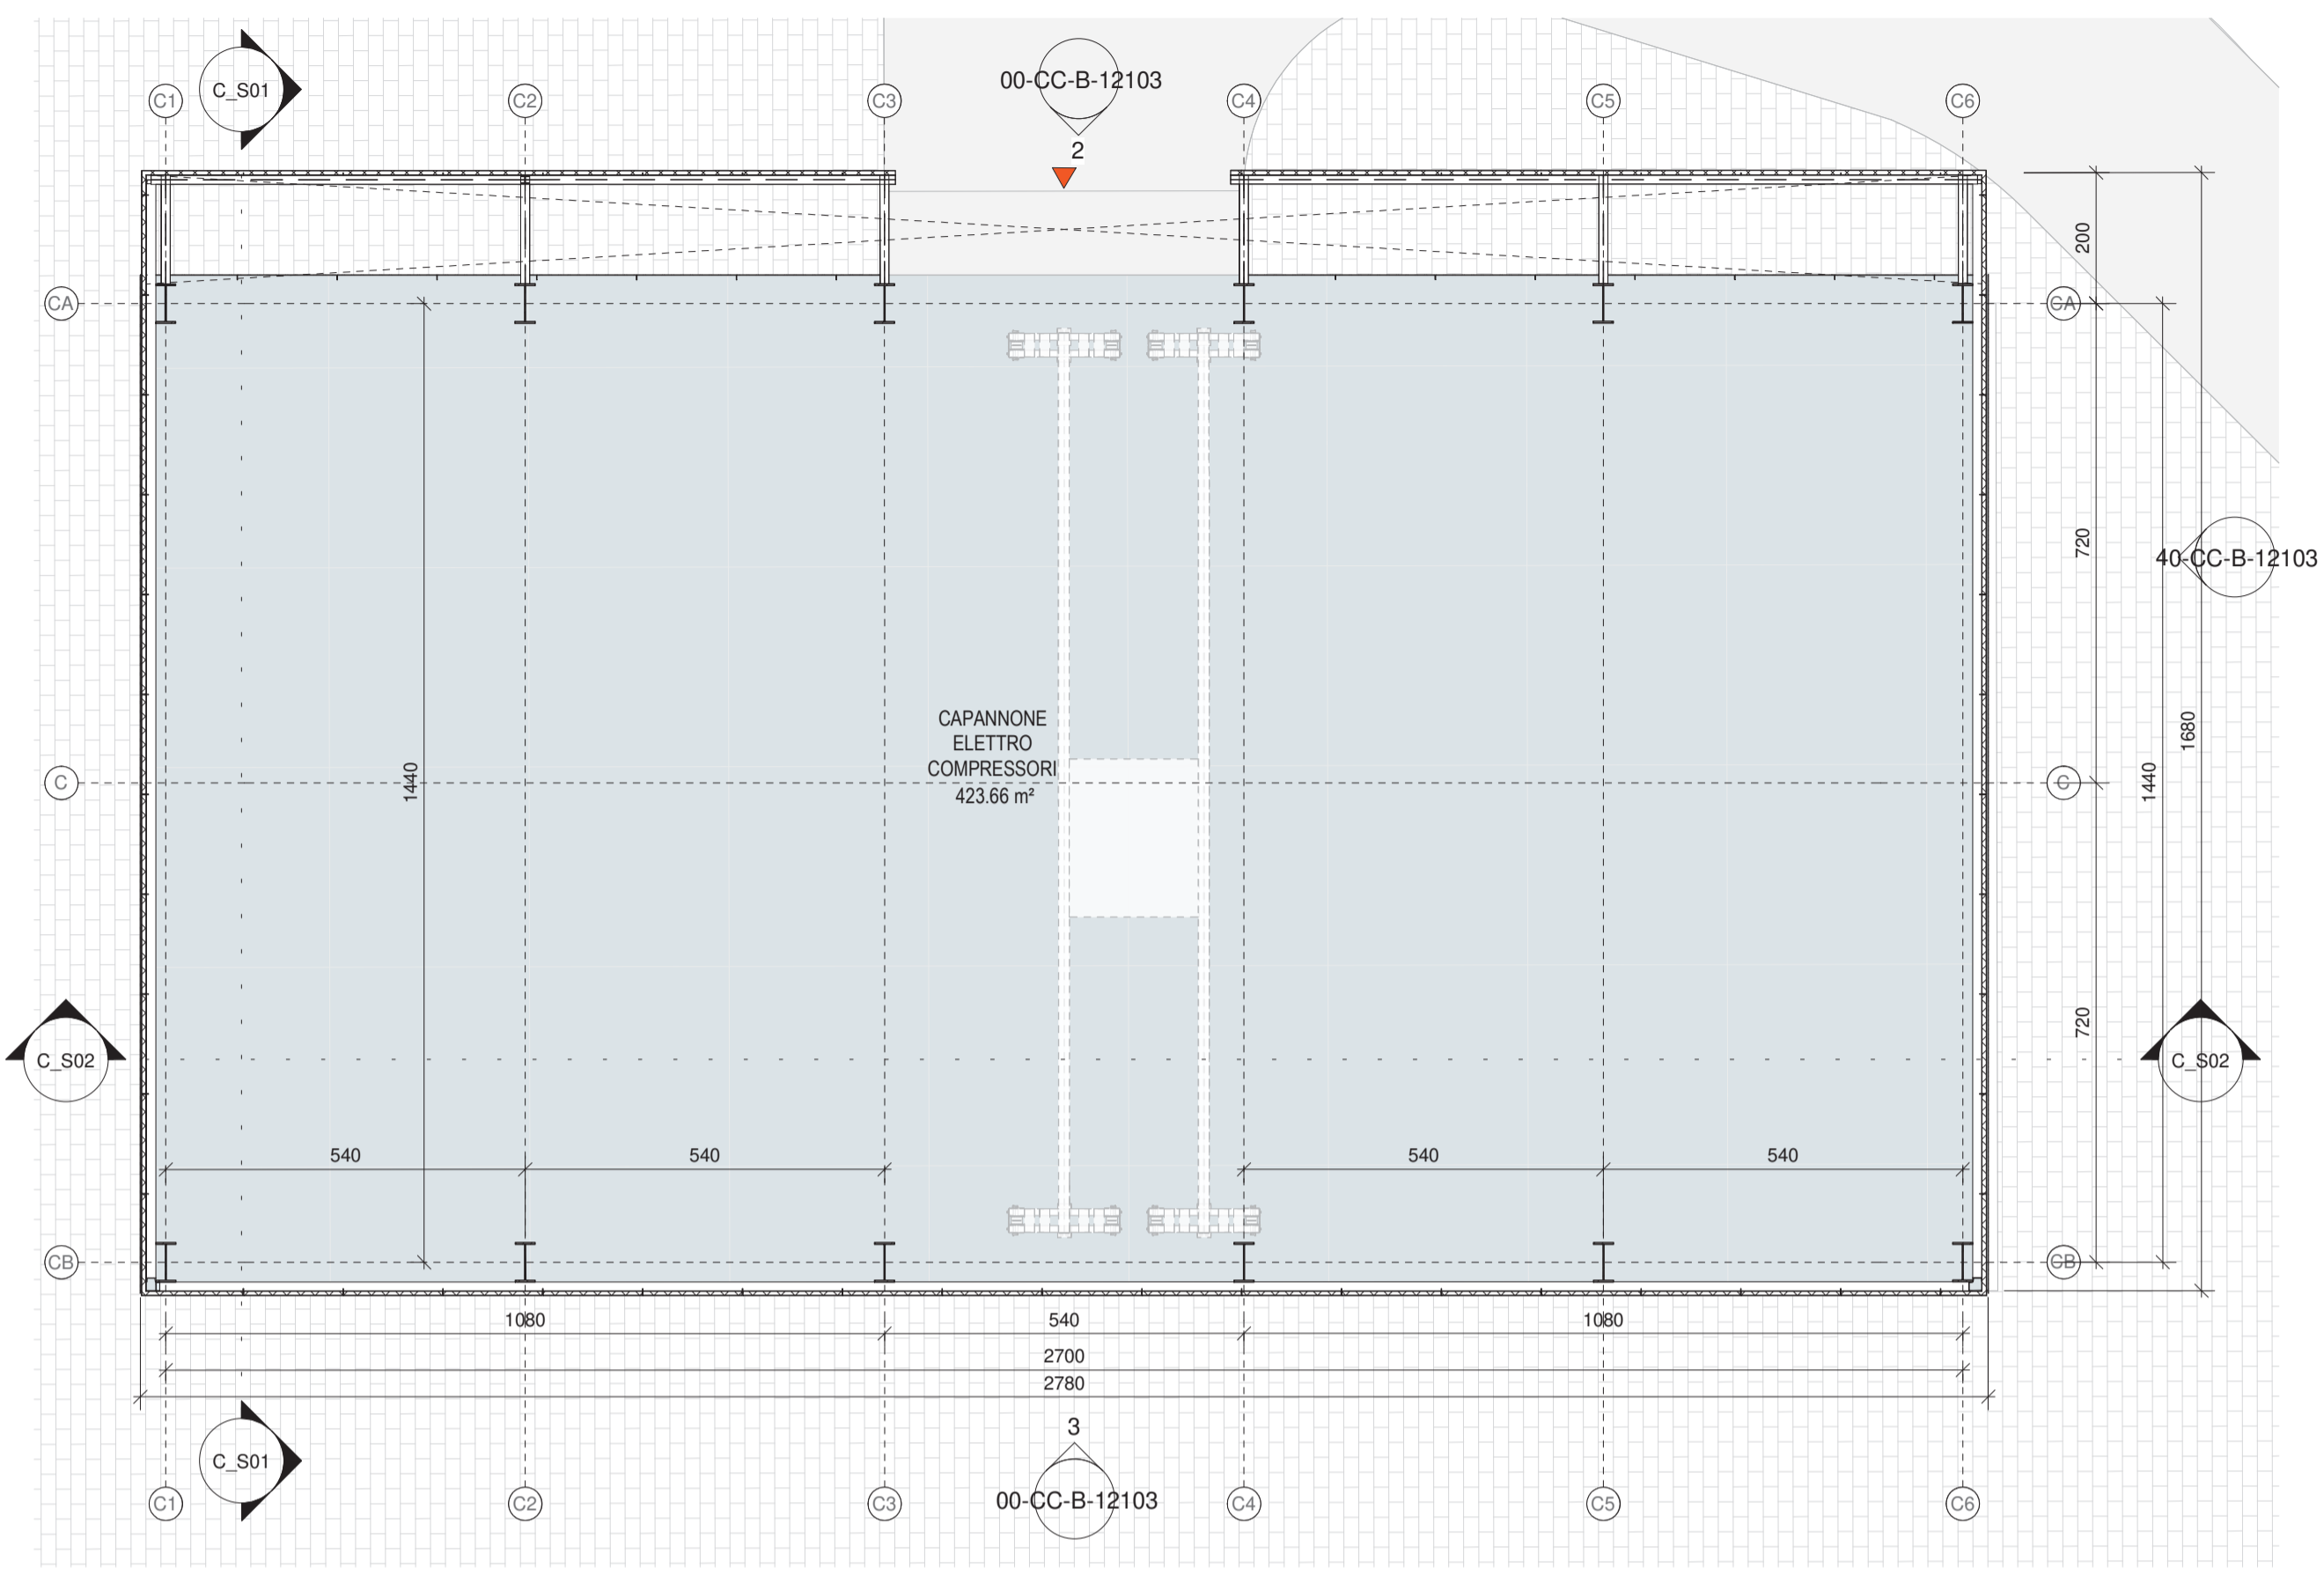 00-CC-B-12103
C_S01
C1
C2
C3
C4
C5
C6
2
200
CA
CA
720
40-CC-B-12103
CAPANNONE
ELETTRO
COMPRESSORI
423.66 m²
1680
1440
1440
C
C
720
C_S02
C_S02
540
540
540
540
CB
CB
1080
540
1080
2700
2780
3
C_S01
00-CC-B-12103
C1
C2
C3
C4
C5
C6